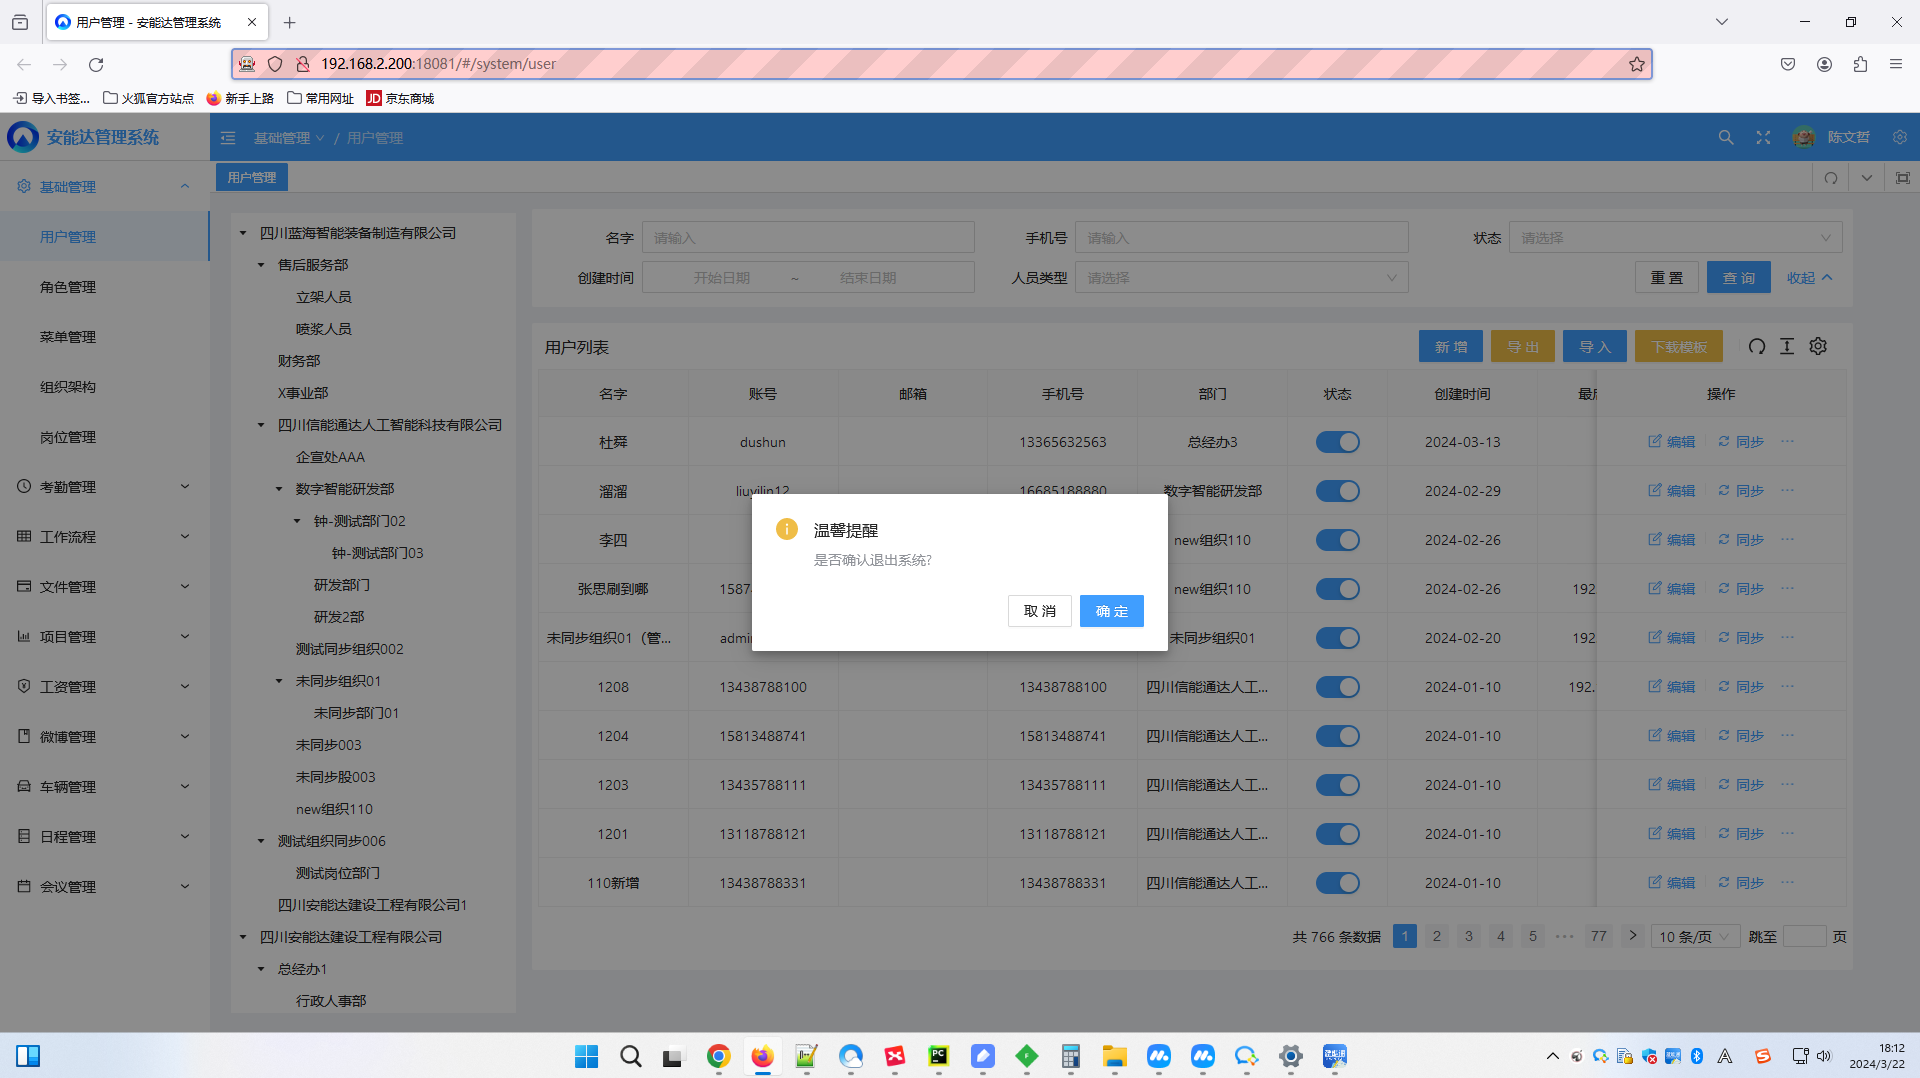 用户管理 - 安能达管理系统
192.168.2.200:18081/#/system/user
导入书签... 火狐官方站点 新手上路 常用网址 JD 京东商城
安能达管理系统 基础管理 / 用户管理 陈文哲
基础管理
用户管理
角色管理
菜单管理
组织架构
岗位管理
考勤管理
工作流程
文件管理
项目管理
工资管理
微博管理
车辆管理
日程管理
会议管理
用户管理
四川蓝海智能装备制造有限公司
售后服务部
立架人员
喷浆人员
财务部
X事业部
四川信能通达人工智能科技有限公司
企宣处AAA
数字智能研发部
钟-测试部门02
钟-测试部门03
研发部门
研发2部
测试同步组织002
未同步组织01
未同步部门01
未同步003
未同步股003
new组织110
测试组织同步006
测试岗位部门
四川安能达建设工程有限公司1
四川安能达建设工程有限公司
总经办1
行政人事部
名字 请输入 手机号 请输入 状态 请选择
创建时间 开始日期 ~ 结束日期 人员类型 请选择 重 置 查 询 收起
用户列表 新 增 导 出 导 入 下载模板
名字 账号 邮箱 手机号 部门 状态 创建时间 操作
杜舜 dushun 13365632563 总经办3 2024-03-13 编辑 同步 ...
溜溜 liuyilin12 16685188880 数字智能研发部 2024-02-29 编辑 同步 ...
李四 new组织110 2024-02-26 编辑 同步 ...
张思刷到哪 1587 new组织110 2024-02-26 192 编辑 同步 ...
未同步组织01（管... admi 未同步组织01 2024-02-20 192 编辑 同步 ...
1208 13438788100 13438788100 四川信能通达人工... 2024-01-10 192. 编辑 同步 ...
1204 15813488741 15813488741 四川信能通达人工... 2024-01-10 编辑 同步 ...
1203 13435788111 13435788111 四川信能通达人工... 2024-01-10 编辑 同步 ...
1201 13118788121 13118788121 四川信能通达人工... 2024-01-10 编辑 同步 ...
110新增 13438788331 13438788331 四川信能通达人工... 2024-01-10 编辑 同步 ...
共 766 条数据 1 2 3 4 5 ... 77 10 条/页 跳至 页
温馨提醒
是否确认退出系统?
取 消 确 定
18:12
2024/3/22